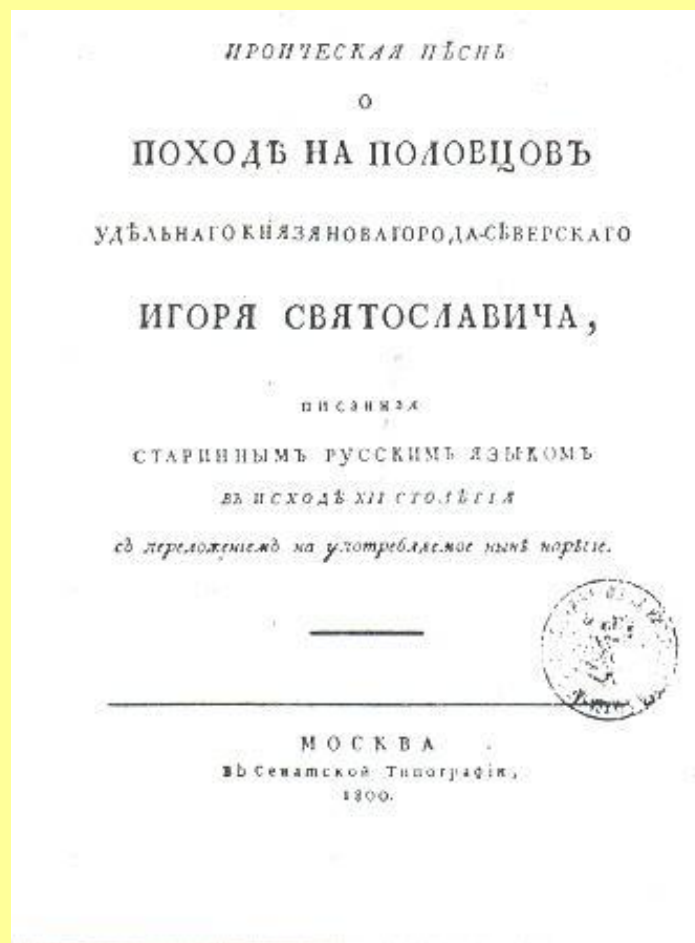 ИРОИЧЕСКАЯ ПѢСНЬ
О
ПОХОДѢ НА ПОЛОВЦОВЪ
УДѢЛЬНАГО КНЯЗЯ НОВАГОРОДА-СѢВЕРСКАГО
ИГОРЯ СВЯТОСЛАВИЧА,
писанная
СТАРИННЫМЪ РУССКИМЪ ЯЗЫКОМЪ
ВЪ ИСХОДѢ XII СТОЛѢТІЯ
съ переложеніемъ на употребляемое нынѣ нарѣчіе.
МОСКВА
Въ Сенатской Типографіи,
1800.